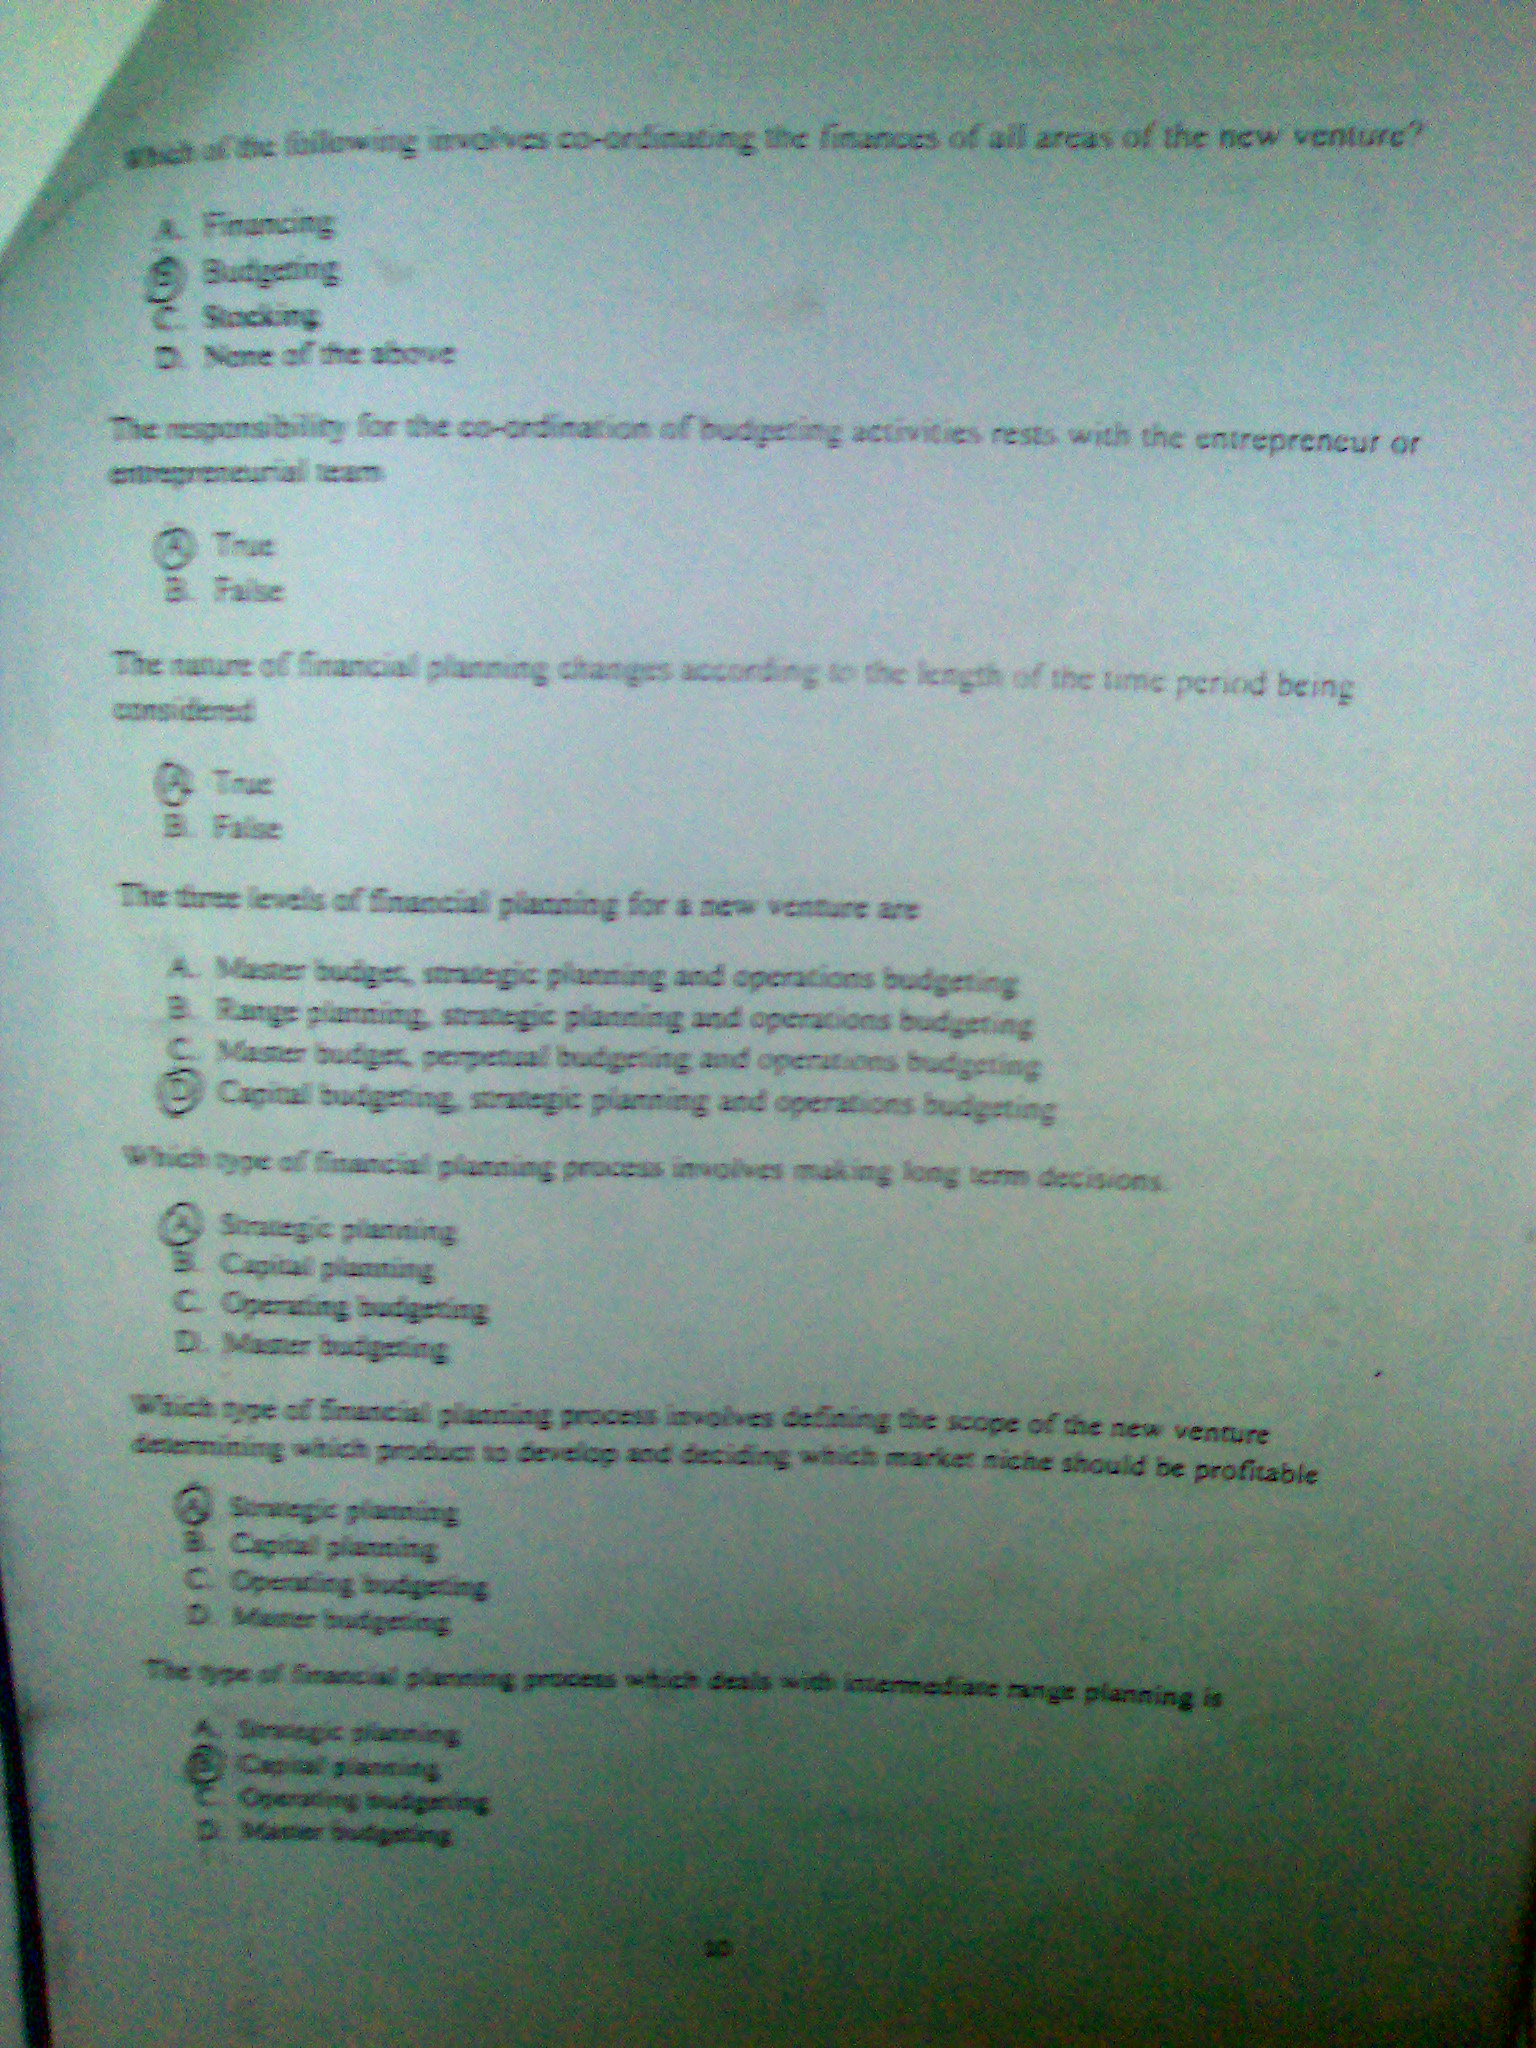 Which of the following involves co-ordinating the finances of all areas of the new venture?
A. Financing
B Budgeting
C. Stocking
D. None of the above
The responsibility for the co-ordination of budgeting activities rests with the entrepreneur or
entrepreneurial team
A True
B. False
The nature of financial planning changes according to the length of the time period being
considered
A True
B. False
The three levels of financial planning for a new venture are
A. Master budget, strategic planning and operations budgeting
B. Range planning, strategic planning and operations budgeting
C. Master budget, perpetual budgeting and operations budgeting
D Capital budgeting, strategic planning and operations budgeting
Which type of financial planning process involves making long term decisions.
A Strategic planning
B. Capital planning
C. Operating budgeting
D. Master budgeting
Which type of financial planning process involves defining the scope of the new venture
determining which product to develop and deciding which market niche should be profitable
A Strategic planning
B. Capital planning
C. Operating budgeting
D. Master budgeting
The type of financial planning process which deals with intermediate range planning is
A. Strategic planning
B Capital planning
C. Operating budgeting
D. Master budgeting